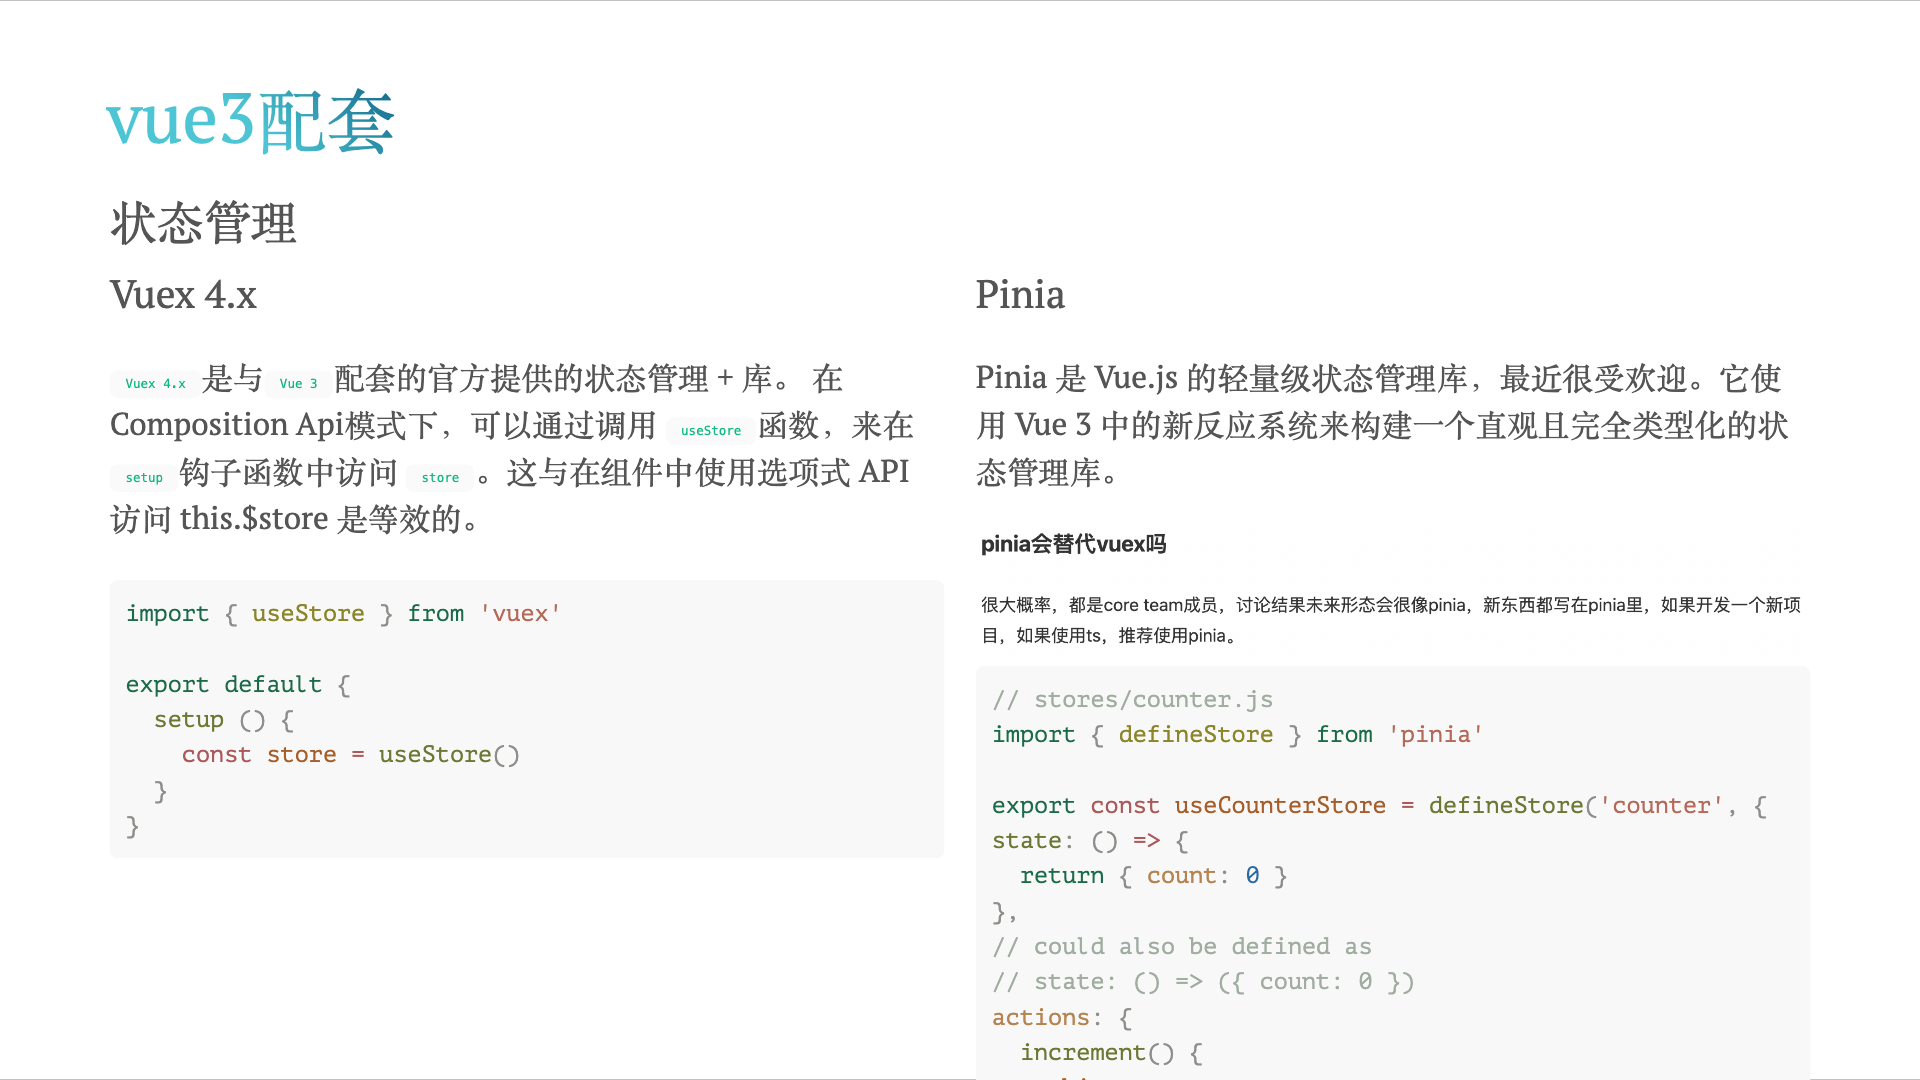 vue3配套
状态管理
Vuex 4.x
Vuex 4.x 是与 Vue 3 配套的官方提供的状态管理 + 库。 在
Composition Api模式下，可以通过调用 useStore 函数，来在
setup 钩子函数中访问 store 。这与在组件中使用选项式 API
访问 this.$store 是等效的。
import { useStore } from 'vuex'
export default {
  setup () {
    const store = useStore()
  }
}
Pinia
Pinia 是 Vue.js 的轻量级状态管理库，最近很受欢迎。它使
用 Vue 3 中的新反应系统来构建一个直观且完全类型化的状
态管理库。
pinia会替代vuex吗
很大概率，都是core team成员，讨论结果未来形态会很像pinia，新东西都写在pinia里，如果开发一个新项
目，如果使用ts，推荐使用pinia。
// stores/counter.js
import { defineStore } from 'pinia'
export const useCounterStore = defineStore('counter', {
state: () => {
  return { count: 0 }
},
// could also be defined as
// state: () => ({ count: 0 })
actions: {
  increment() {